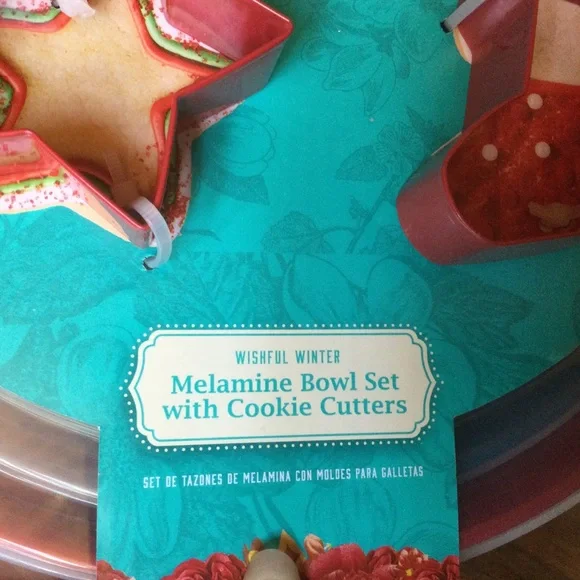 WISHFUL WINTER
Melamine Bowl Set
with Cookie Cutters
SET DE TAZONES DE MELAMINA CON MOLDES PARA GALLETAS